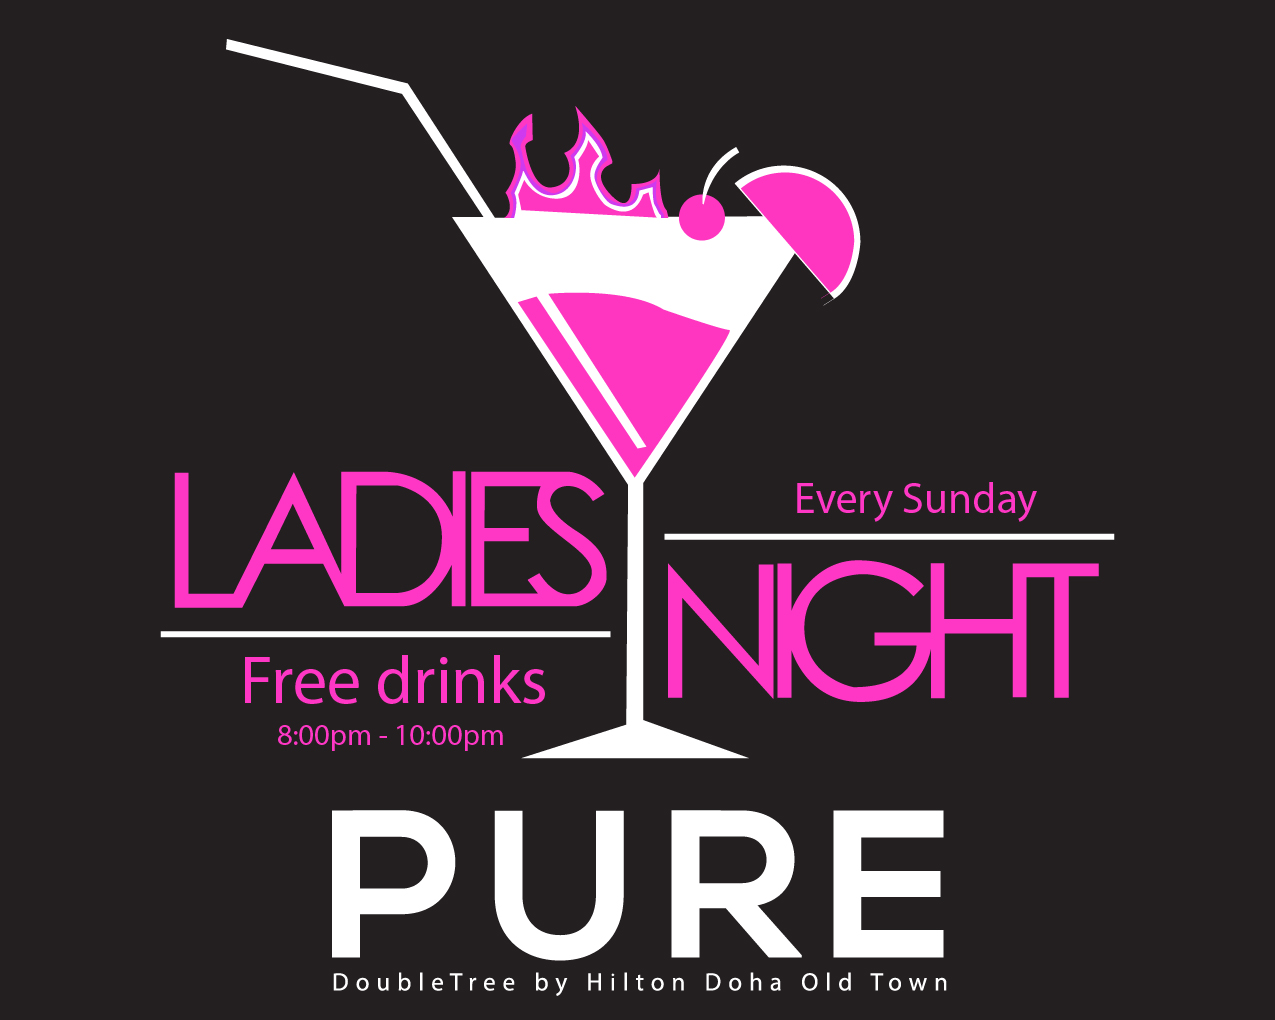 LADIES
Every Sunday
NIGHT
Free drinks
8:00pm - 10:00pm
PURE
DoubleTree by Hilton Doha Old Town